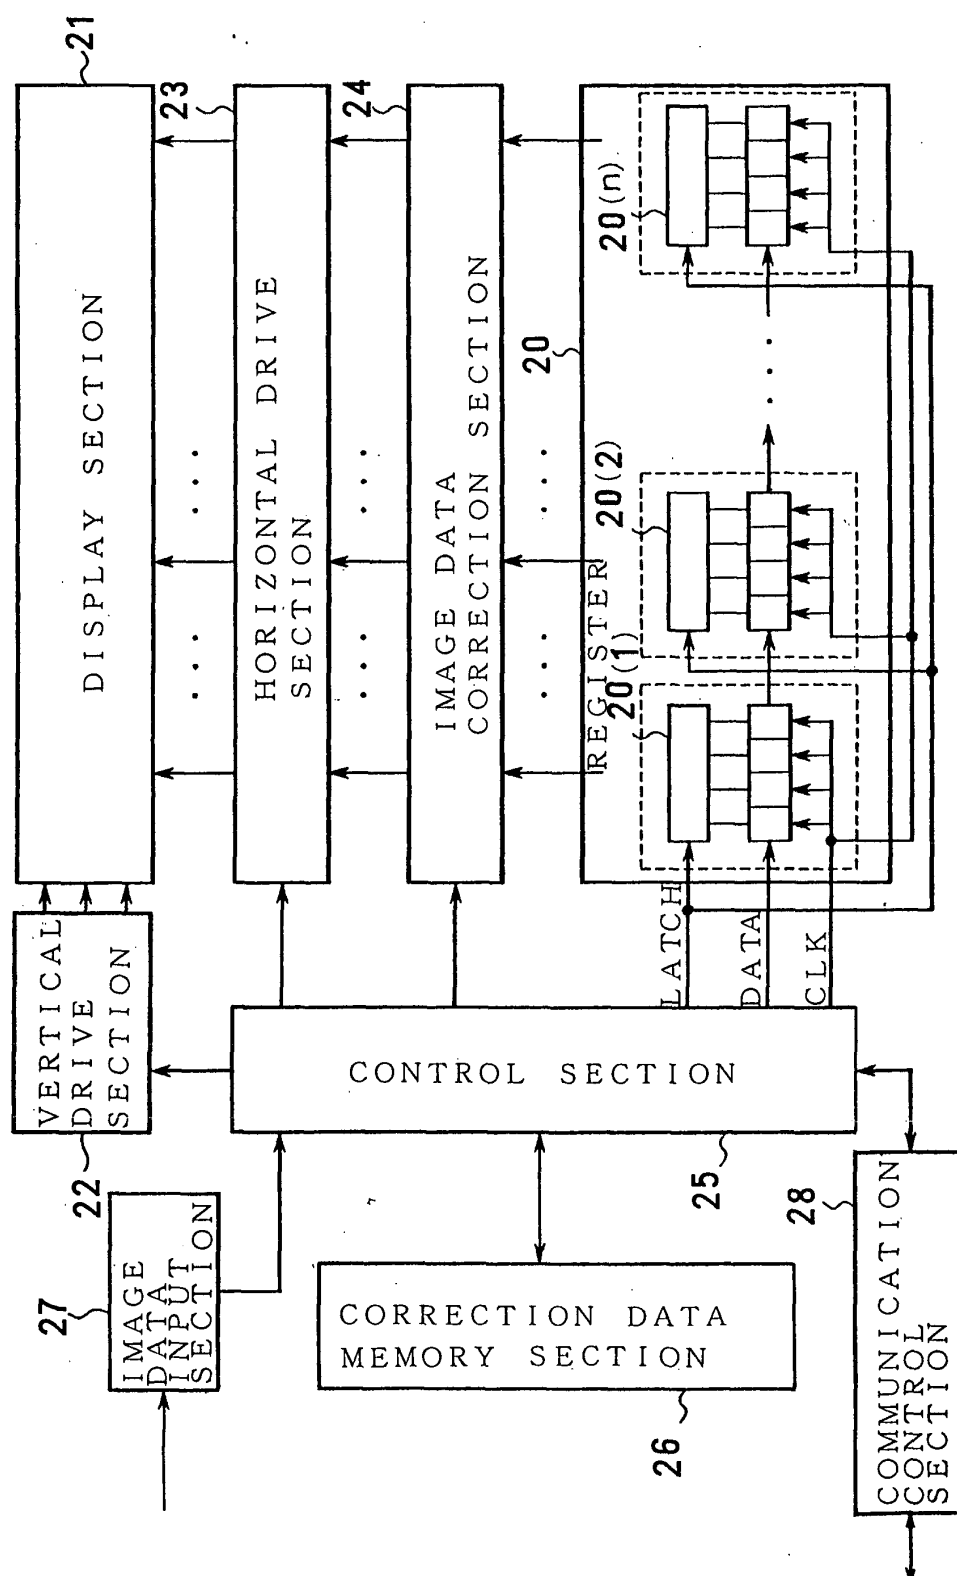 21
DISPLAY SECTION
23
HORIZONTAL DRIVE
SECTION
24
IMAGE DATA
CORRECTION SECTION
20
REGISTER
20(1)
20(2)
20(n)
VERTICAL
DRIVE
SECTION
22
LATCH
DATA
CLK
CONTROL SECTION
25
27
IMAGE
DATA
INPUT
SECTION
CORRECTION DATA
MEMORY SECTION
26
28
COMMUNICATION
CONTROL
SECTION